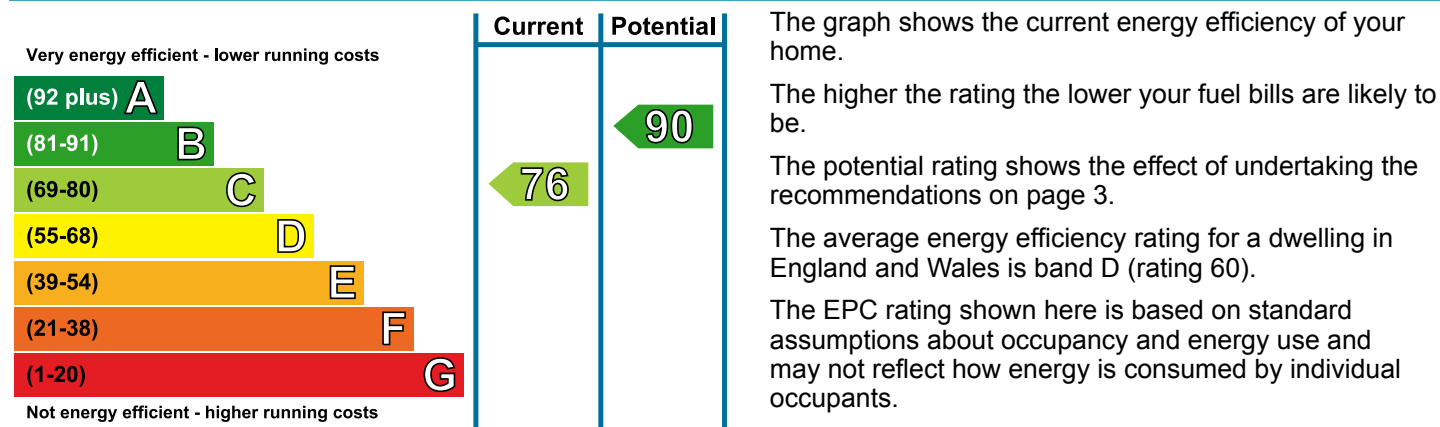 Current Potential
Very energy efficient - lower running costs
(92 plus) A
(81-91) B
(69-80) C
(55-68) D
(39-54) E
(21-38) F
(1-20) G
Not energy efficient - higher running costs
76
90
The graph shows the current energy efficiency of your
home.
The higher the rating the lower your fuel bills are likely to
be.
The potential rating shows the effect of undertaking the
recommendations on page 3.
The average energy efficiency rating for a dwelling in
England and Wales is band D (rating 60).
The EPC rating shown here is based on standard
assumptions about occupancy and energy use and
may not reflect how energy is consumed by individual
occupants.